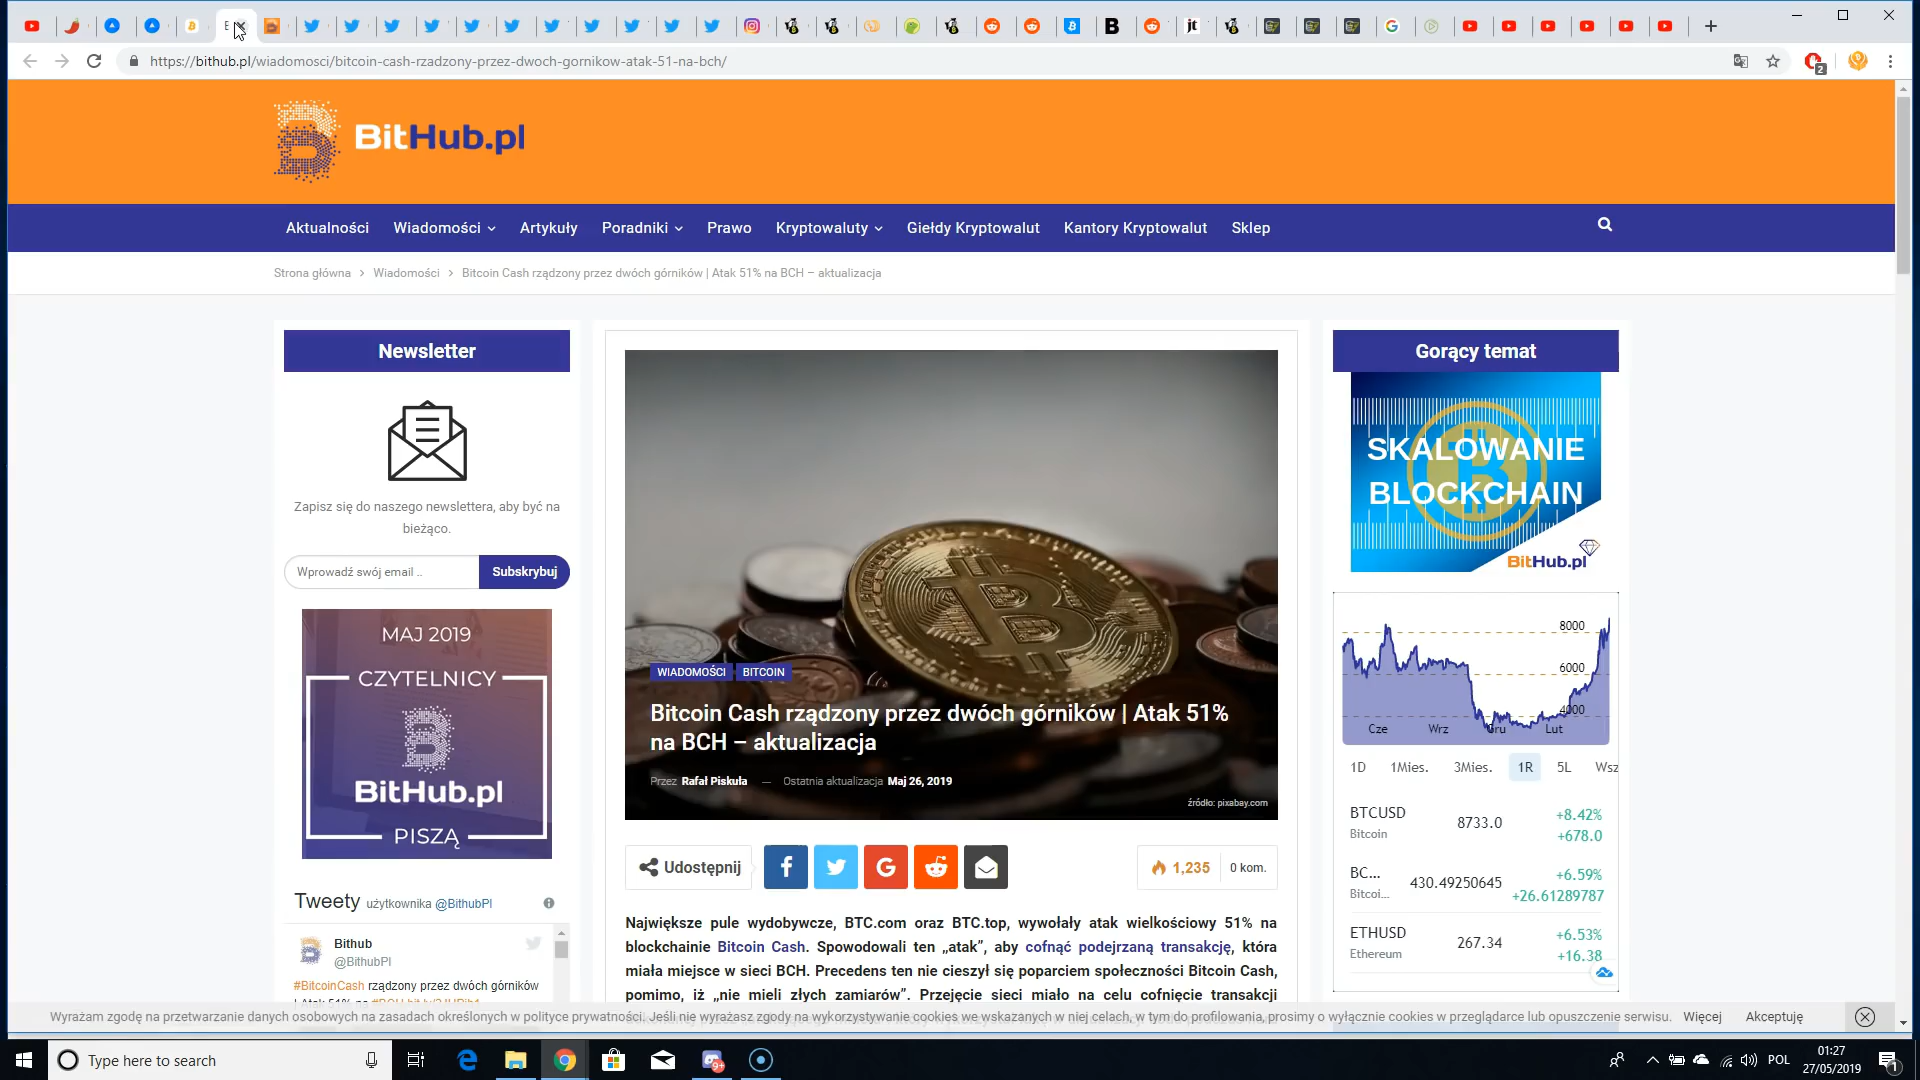 https://bithub.pl/wiadomosci/bitcoin-cash-rzadzony-przez-dwoch-gornikow-atak-51-na-bch/
2
BitHub.pl
Aktualności Wiadomości Artykuły Poradniki Prawo Kryptowaluty Giełdy Kryptowalut Kantory Kryptowalut Sklep
Strona główna > Wiadomości > Bitcoin Cash rządzony przez dwóch górników | Atak 51% na BCH – aktualizacja
Newsletter
Zapisz się do naszego newslettera, aby być na
bieżąco.
Wprowadź swój email ..
Subskrybuj
MAJ 2019
CZYTELNICY
BitHub.pl
PISZĄ
Tweety użytkownika @BithubPl
Bithub
@BithubPl
#BitcoinCash rządzony przez dwóch górników
WIADOMOŚCI BITCOIN
Bitcoin Cash rządzony przez dwóch górników | Atak 51%
na BCH – aktualizacja
Przez Rafał Piskuła — Ostatnia aktualizacja Maj 26, 2019
źródło: pixabay.com
Udostępnij
1,235 0 kom.
Największe pule wydobywcze, BTC.com oraz BTC.top, wywołały atak wielkościowy 51% na
blockchainie Bitcoin Cash. Spowodowali ten „atak”, aby cofnąć podejrzaną transakcję, która
miała miejsce w sieci BCH. Precedens ten nie cieszył się poparciem społeczności Bitcoin Cash,
pomimo, iż „nie mieli złych zamiarów”. Przejęcie sieci miało na celu cofnięcie transakcji
Gorący temat
SKALOWANIE
BLOCKCHAIN
BitHub.pl
8000
6000
4000
Cze Wrz Gru Lut
1D 1Mies. 3Mies. 1R 5L Wsz
BTCUSD 8733.0 +8.42%
Bitcoin +678.0
BC... 430.49250645 +6.59%
Bitcoi... +26.61289787
ETHUSD 267.34 +6.53%
Ethereum +16.38
Wyrażam zgodę na przetwarzanie danych osobowych na zasadach określonych w polityce prywatności. Jeśli nie wyrażasz zgody na wykorzystywanie cookies we wskazanych w niej celach, w tym do profilowania, prosimy o wyłącznie cookies w przeglądarce lub opuszczenie serwisu. Więcej Akceptuję
Type here to search
9+
POL
01:27
27/05/2019
1